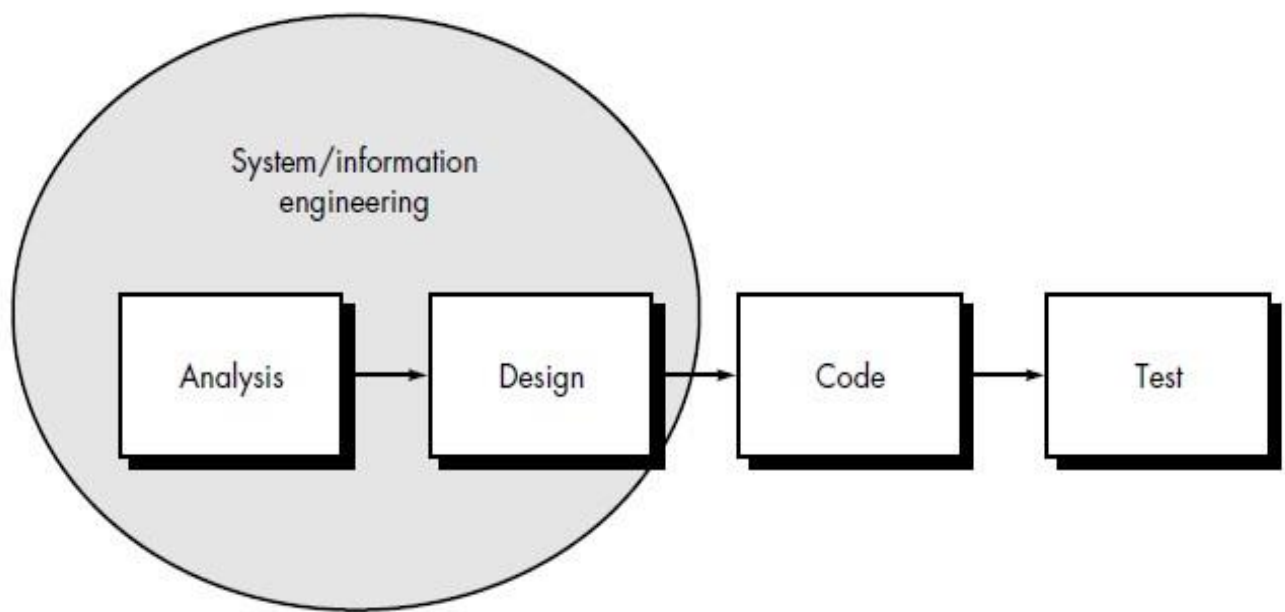 System/information
engineering
Analysis
Design
Code
Test